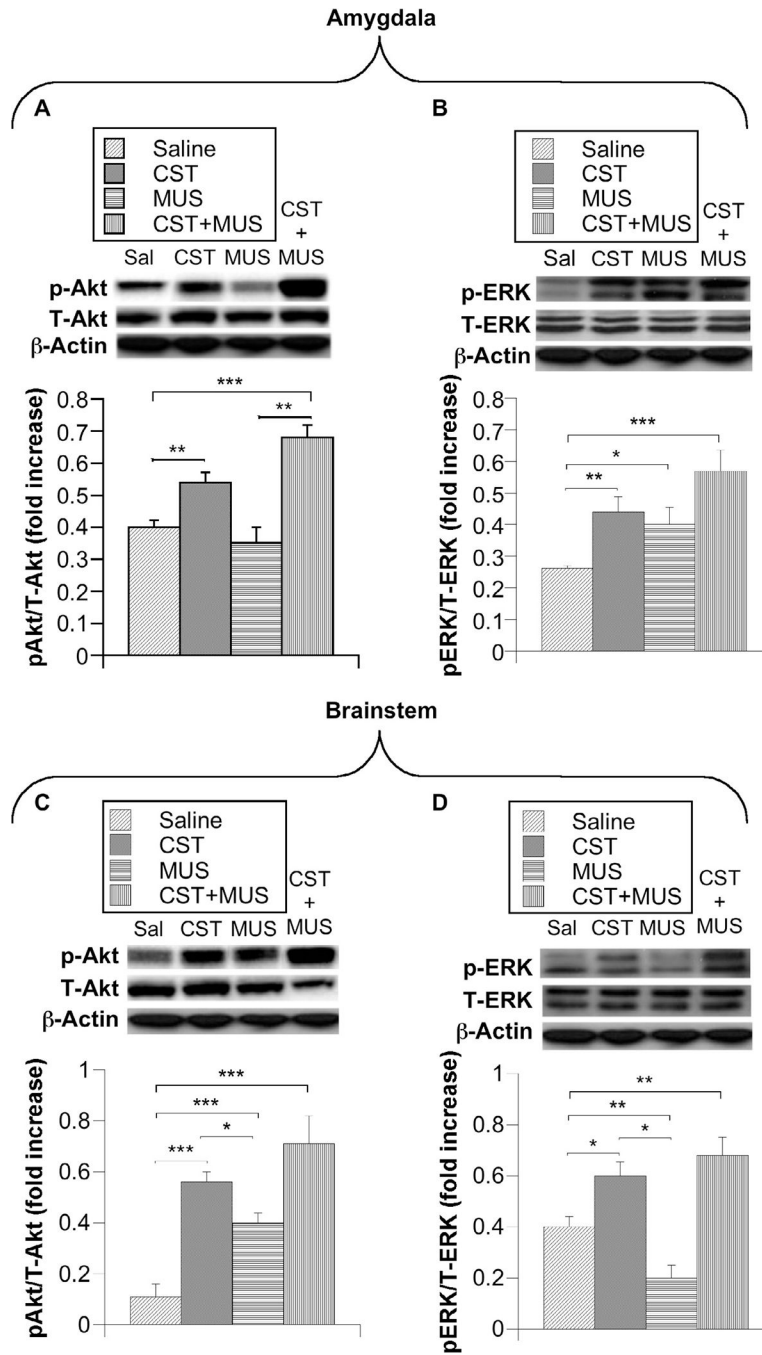 Amygdala
A
Saline
CST
MUS
CST+MUS
CST
+
Sal CST MUS MUS
p-Akt
T-Akt
β-Actin
***
**
**
pAkt/T-Akt (fold increase)
0.8
0.7
0.6
0.5
0.4
0.3
0.2
0.1
0
B
Saline
CST
MUS
CST+MUS
CST
+
Sal CST MUS MUS
p-ERK
T-ERK
β-Actin
***
*
**
pERK/T-ERK (fold increase)
0.8
0.7
0.6
0.5
0.4
0.3
0.2
0.1
0
Brainstem
C
Saline
CST
MUS
CST+MUS
CST
+
Sal CST MUS MUS
p-Akt
T-Akt
β-Actin
***
***
*
***
pAkt/T-Akt (fold increase)
1
0.8
0.6
0.4
0.2
0
D
Saline
CST
MUS
CST+MUS
CST
+
Sal CST MUS MUS
p-ERK
T-ERK
β-Actin
**
**
*
*
pERK/T-ERK (fold increase)
1
0.8
0.6
0.4
0.2
0